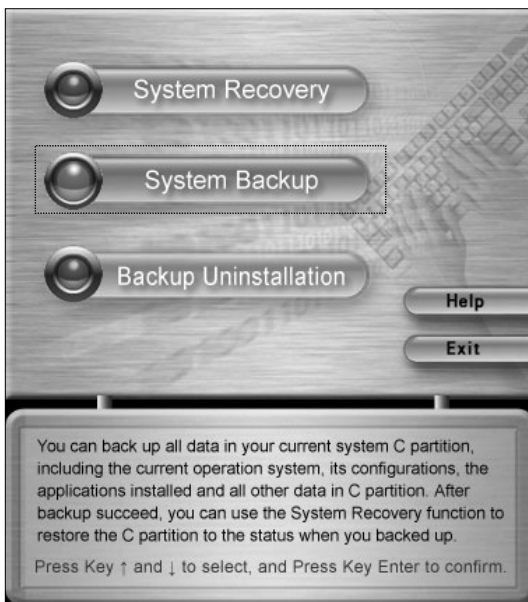 System Recovery
System Backup
Backup Uninstallation
Help
Exit
You can back up all data in your current system C partition,
including the current operation system, its configurations, the
applications installed and all other data in C partition. After
backup succeed, you can use the System Recovery function to
restore the C partition to the status when you backed up.
Press Key ↑ and ↓ to select, and Press Key Enter to confirm.